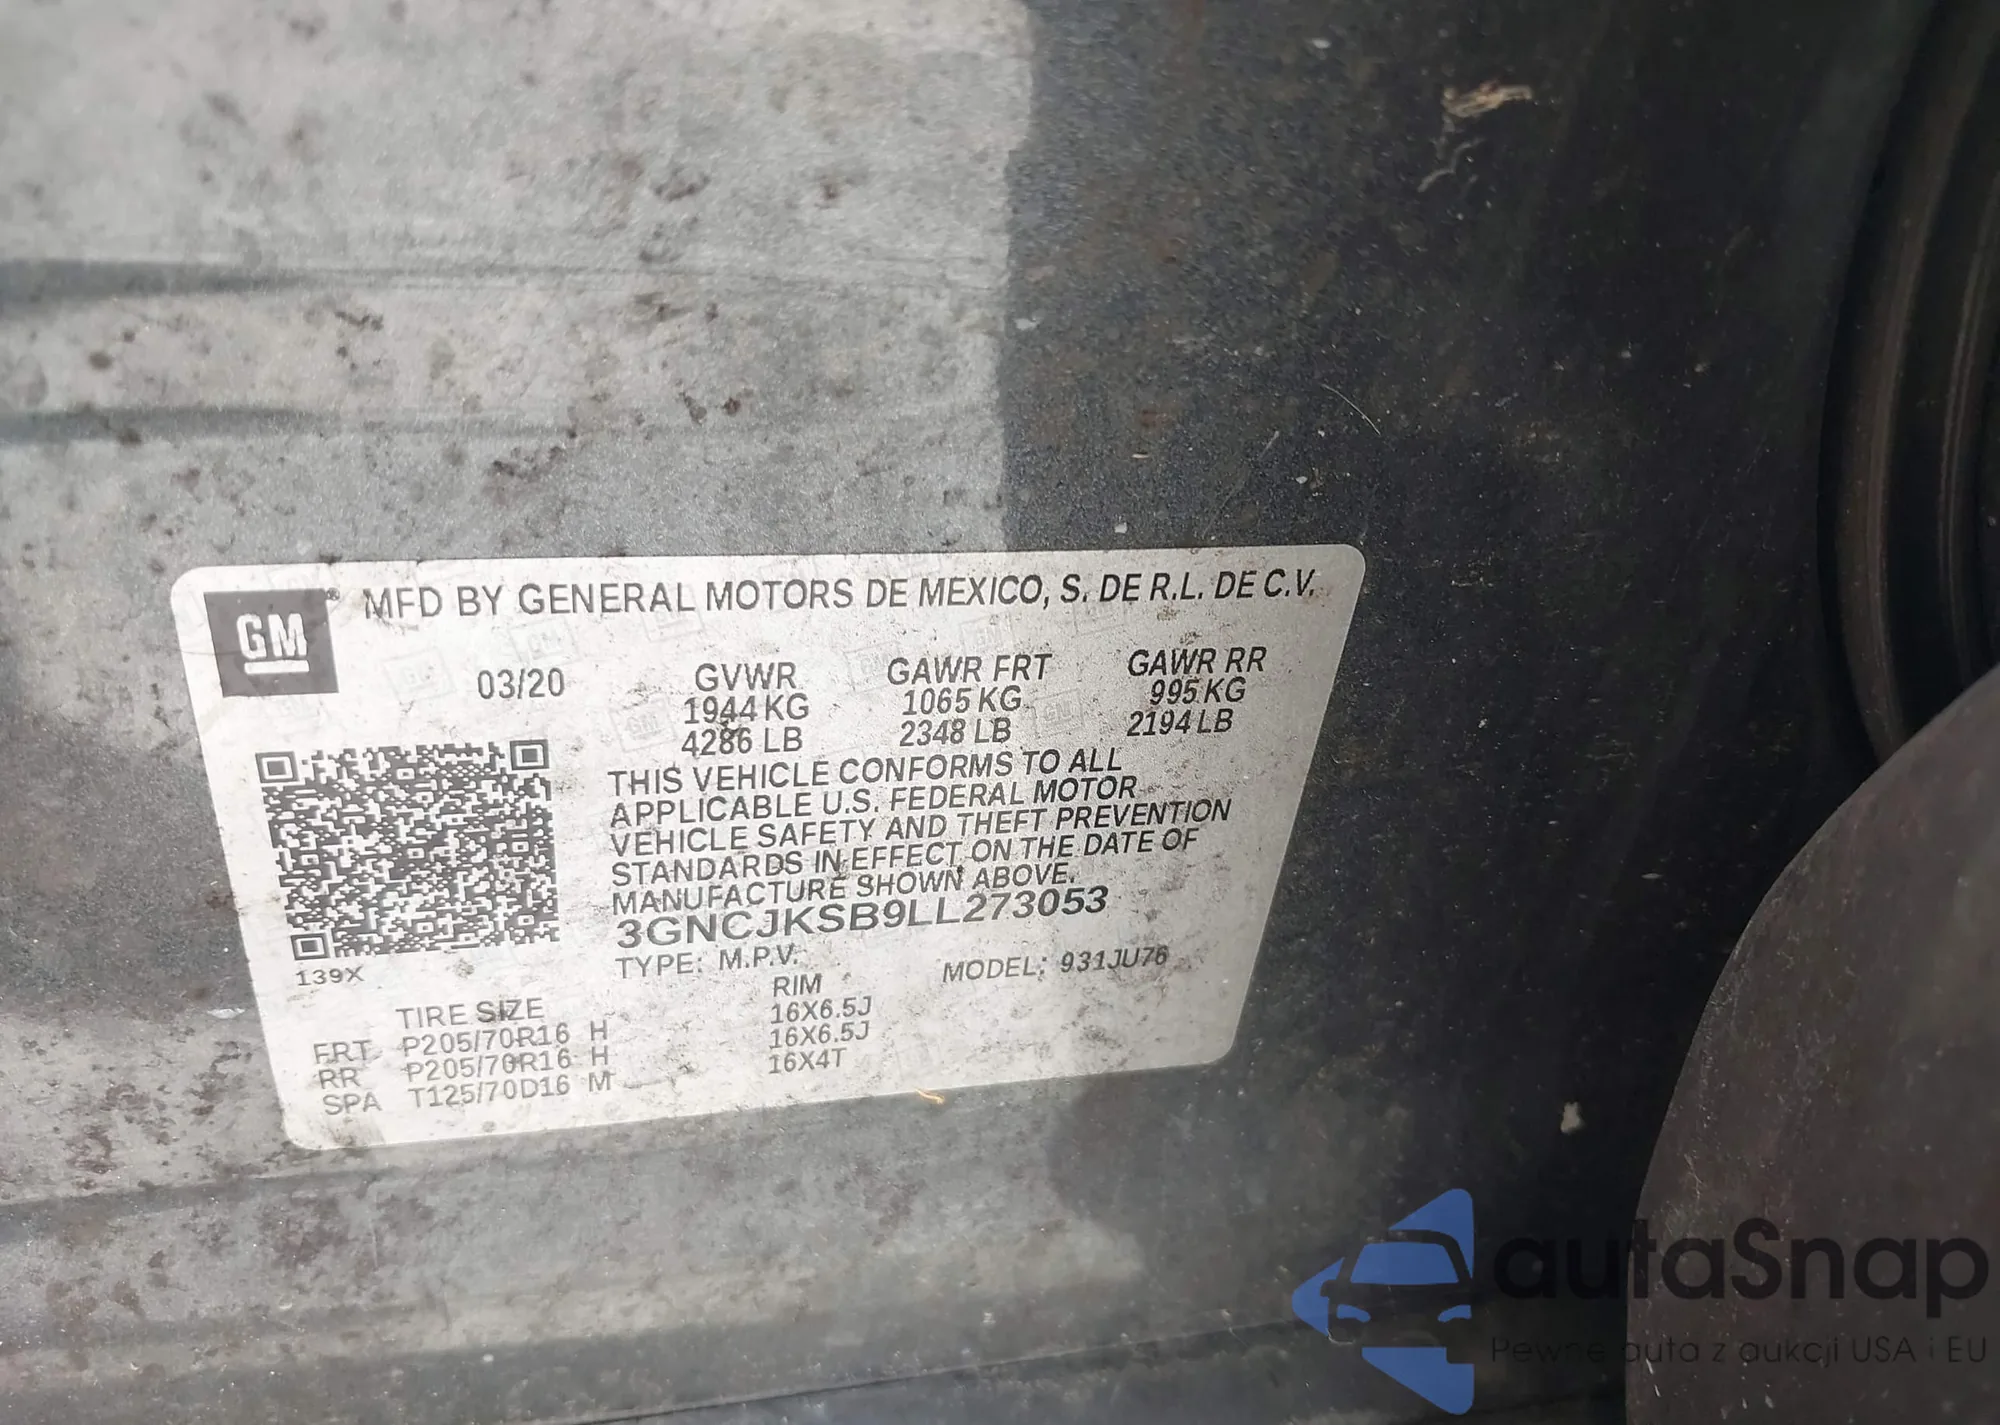 GM® MFD BY GENERAL MOTORS DE MEXICO, S. DE R.L. DE C.V.
03/20 GVWR GAWR FRT GAWR RR
1944 KG 1065 KG 995 KG
4286 LB 2348 LB 2194 LB
THIS VEHICLE CONFORMS TO ALL
APPLICABLE U.S. FEDERAL MOTOR
VEHICLE SAFETY AND THEFT PREVENTION
STANDARDS IN EFFECT ON THE DATE OF
MANUFACTURE SHOWN ABOVE.
3GNCJKSB9LL273053
139X
TYPE: M.P.V. MODEL: 931JU76
TIRE SIZE RIM
FRT P205/70R16 H 16X6.5J
RR P205/70R16 H 16X6.5J
SPA T125/70D16 M 16X4T
autaSnap
Pewne auta z aukcji USA i EU